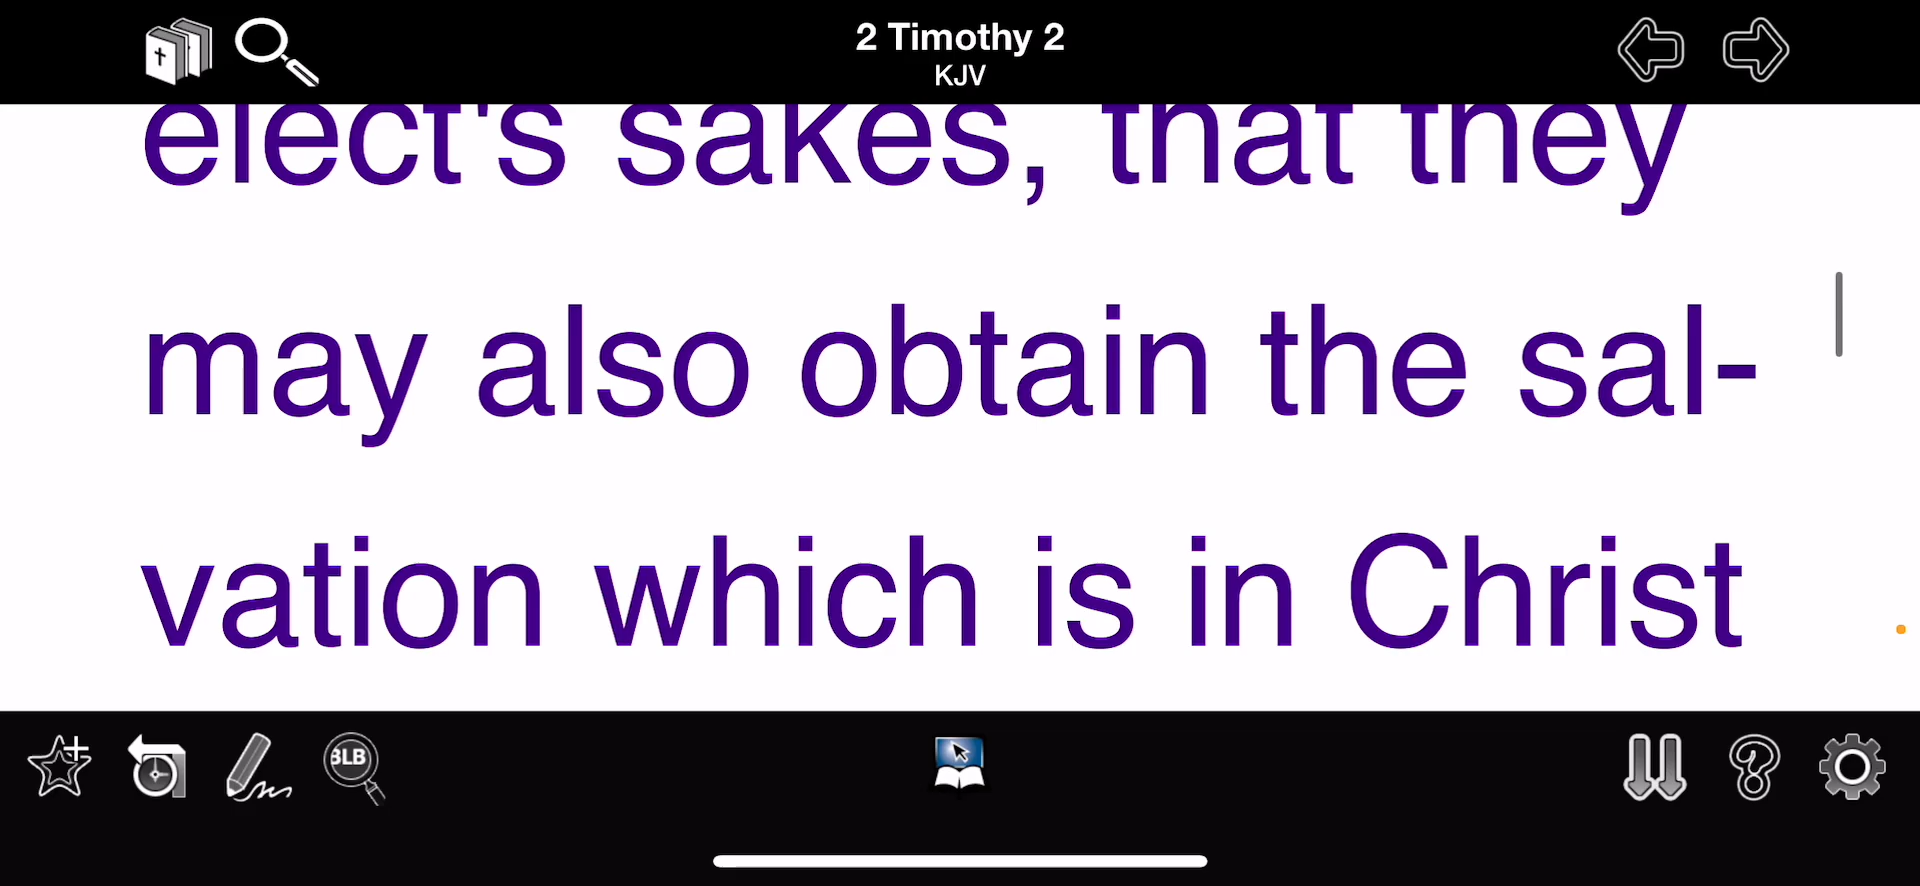 2 Timothy 2
KJV
elect's sakes, that they
may also obtain the sal-
vation which is in Christ
BLB